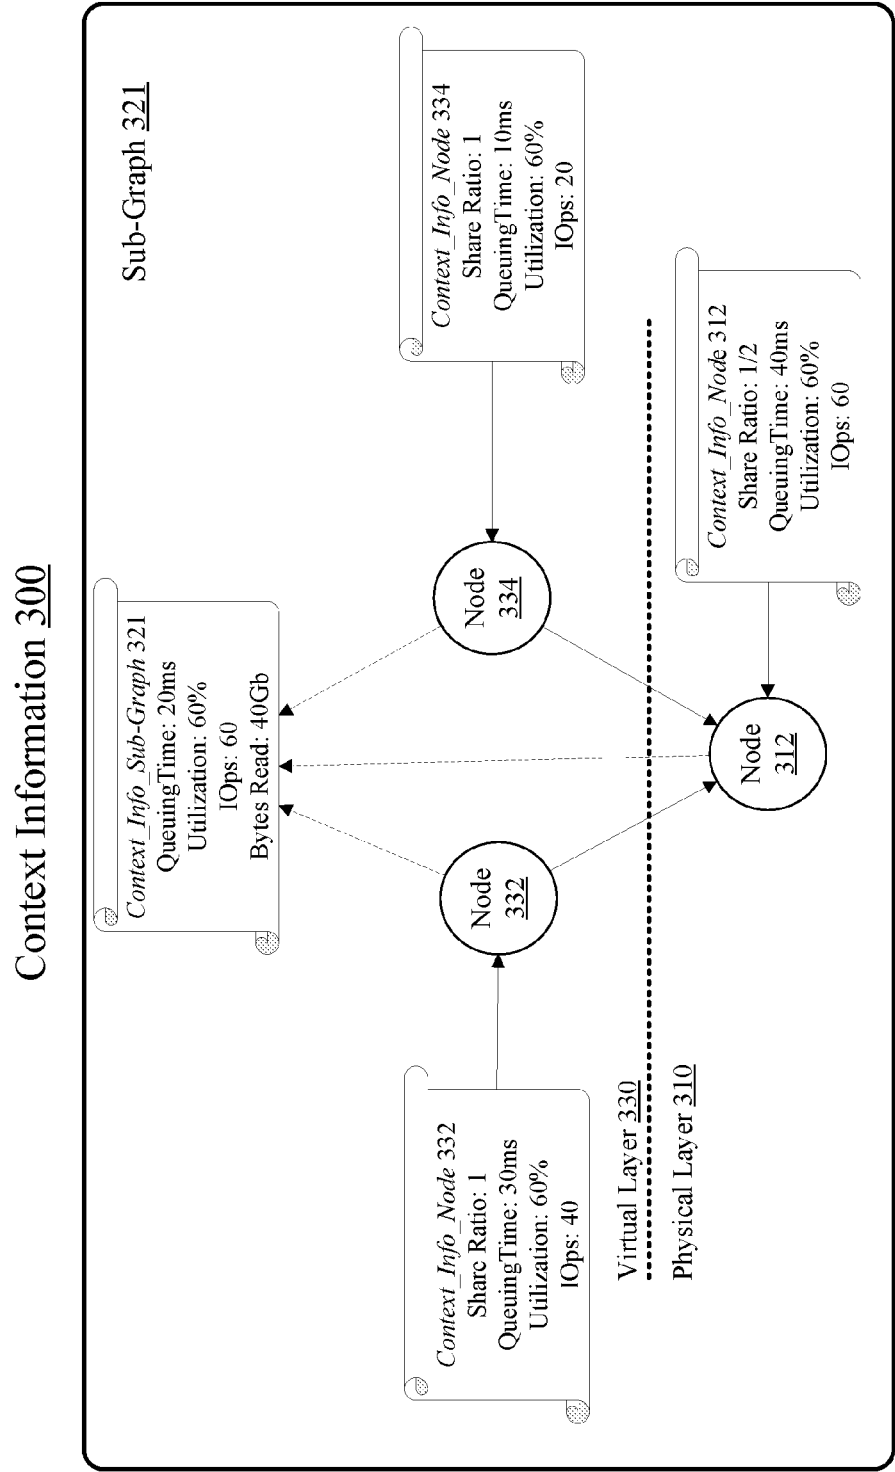 Context Information 300
Sub-Graph 321
Context_Info_Sub-Graph 321
QueuingTime: 20ms
Utilization: 60%
IOps: 60
Bytes Read: 40Gb
Context_Info_Node 332
Share Ratio: 1
QueuingTime: 30ms
Utilization: 60%
IOps: 40
Node
332
Node
334
Context_Info_Node 334
Share Ratio: 1
QueuingTime: 10ms
Utilization: 60%
IOps: 20
Virtual Layer 330
Physical Layer 310
Node
312
Context_Info_Node 312
Share Ratio: 1/2
QueuingTime: 40ms
Utilization: 60%
IOps: 60